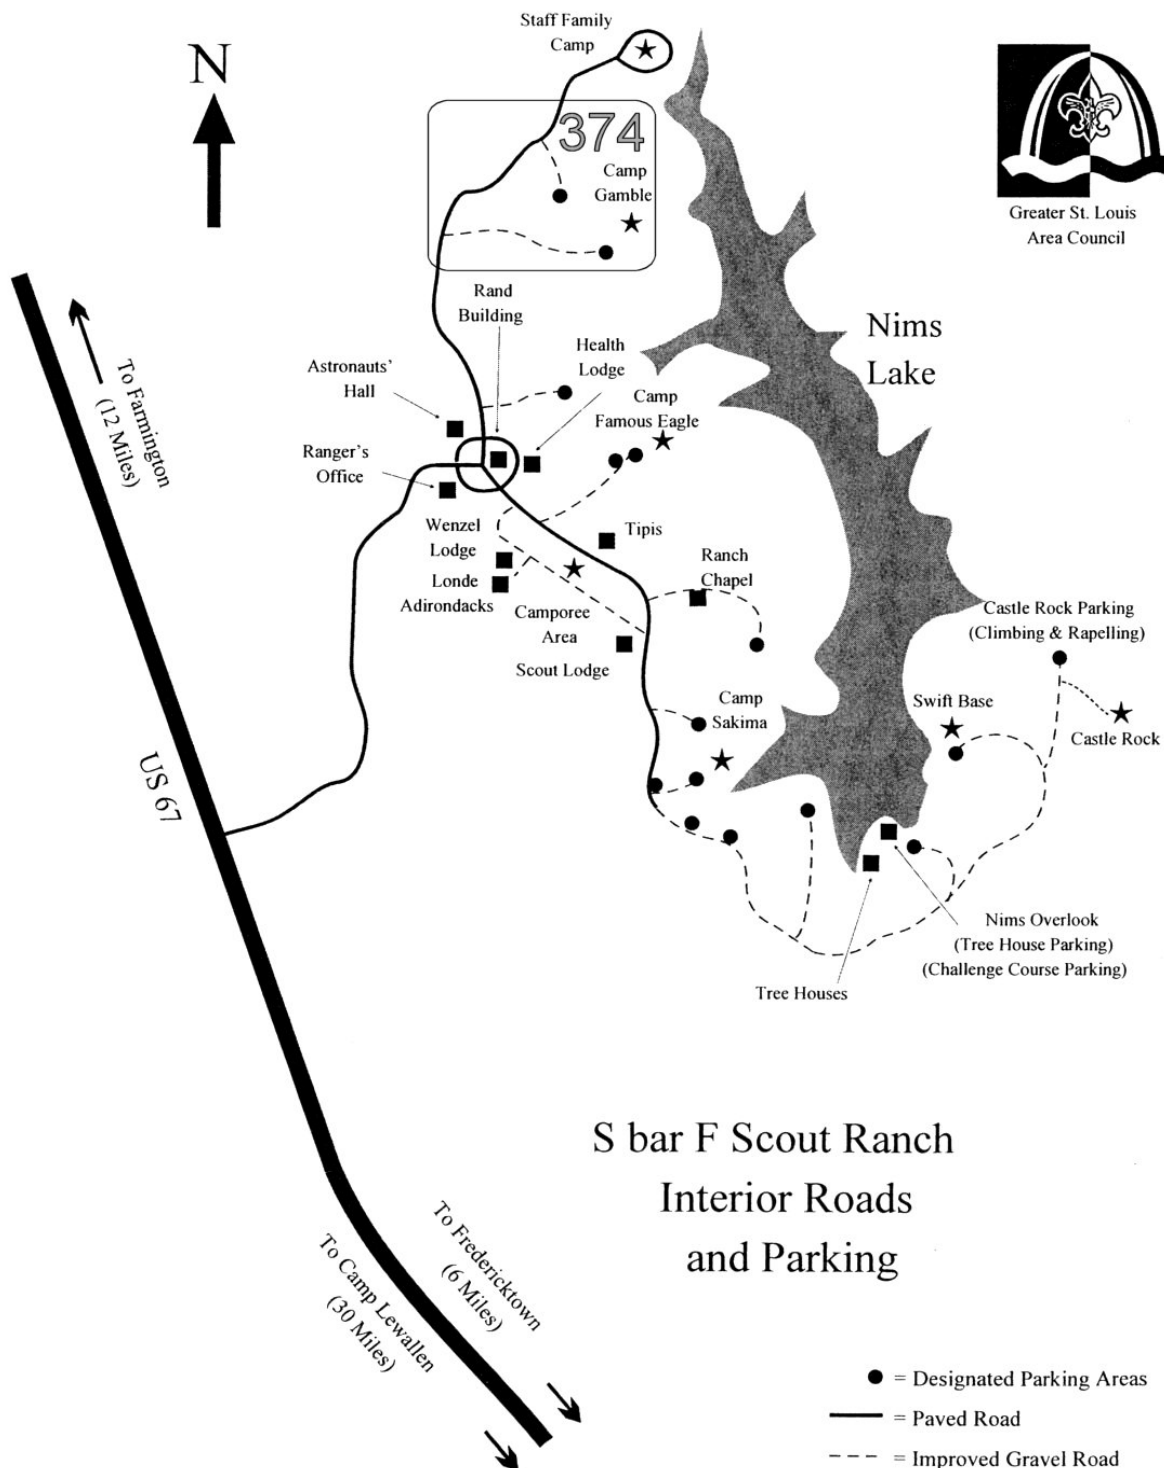 Staff Family
Camp
N
374
Camp
Gamble
Greater St. Louis
Area Council
Rand
Building
Nims
Lake
Health
Lodge
Astronauts'
Hall
Camp
Famous Eagle
To Farmington
(12 Miles)
Ranger's
Office
Wenzel
Lodge
Tipis
Londe
Adirondacks
Ranch
Chapel
Camporee
Area
Castle Rock Parking
(Climbing & Rapelling)
Scout Lodge
Camp
Sakima
Swift Base
Castle Rock
US 67
Nims Overlook
(Tree House Parking)
(Challenge Course Parking)
Tree Houses
S bar F Scout Ranch
Interior Roads
and Parking
To Fredericktown
(6 Miles)
To Camp Lewallen
(30 Miles)
= Designated Parking Areas
= Paved Road
= Improved Gravel Road